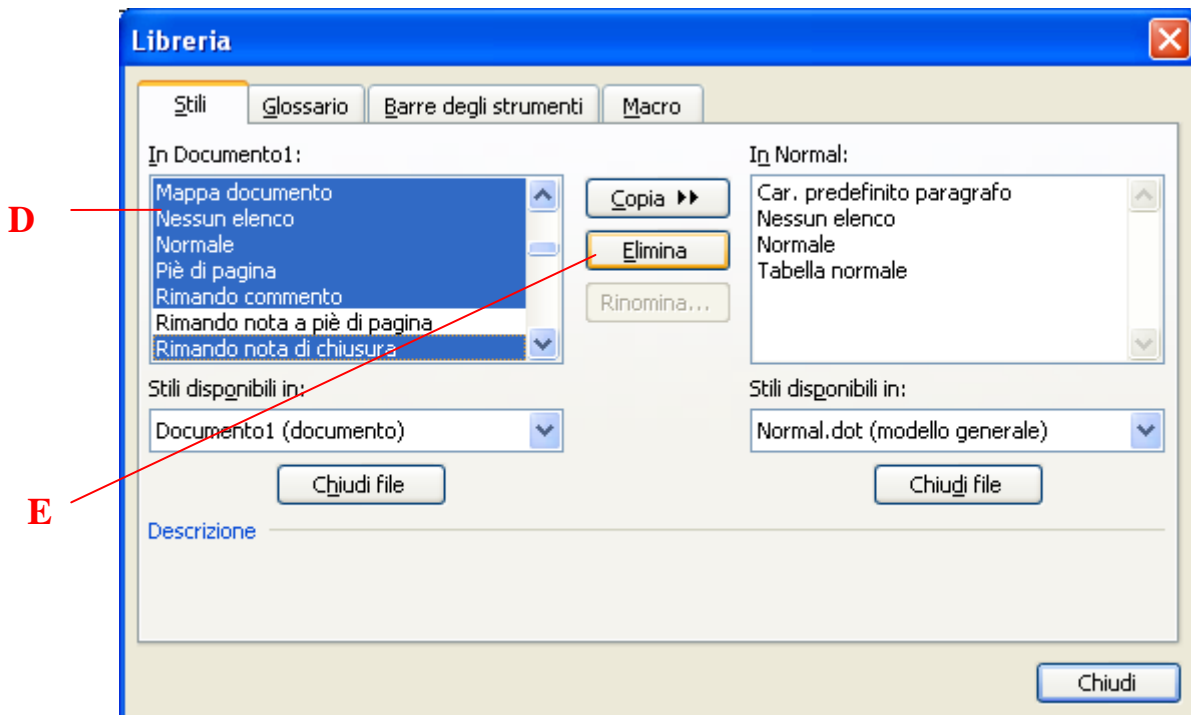 Libreria
Stili Glossario Barre degli strumenti Macro
In Documento1:
In Normal:
D
Mappa documento
Nessun elenco
Normale
Piè di pagina
Rimando commento
Rimando nota a piè di pagina
Rimando nota di chiusura
Copia
Elimina
Rinomina...
Car. predefinito paragrafo
Nessun elenco
Normale
Tabella normale
Stili disponibili in:
Documento1 (documento)
Chiudi file
Stili disponibili in:
Normal.dot (modello generale)
Chiudi file
E
Descrizione
Chiudi